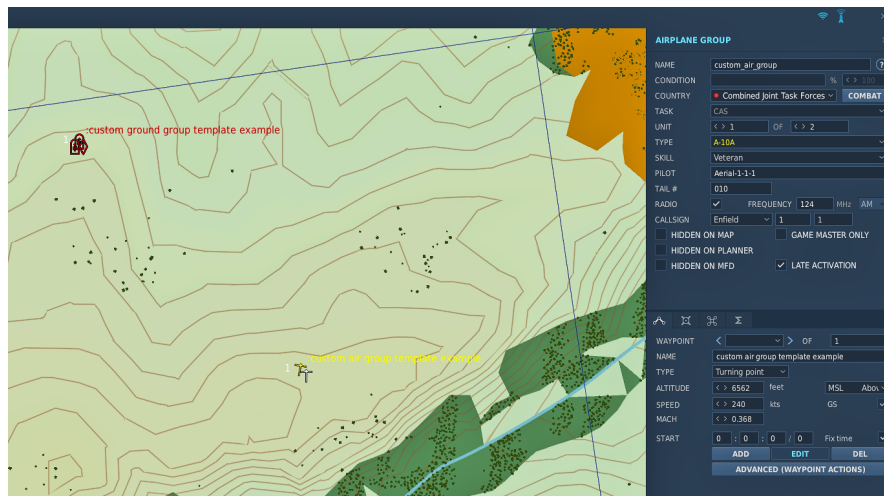 AIRPLANE GROUP
NAME custom_air_group ?
CONDITION % < > 100
COUNTRY Combined Joint Task Forces COMBAT
TASK CAS
UNIT < > 1 OF < > 2
TYPE A-10A
SKILL Veteran
PILOT Aerial-1-1-1
TAIL # 010
RADIO FREQUENCY 124 MHz AM
CALLSIGN Enfield 1 1
HIDDEN ON MAP GAME MASTER ONLY
HIDDEN ON PLANNER
HIDDEN ON MFD LATE ACTIVATION
1 :custom ground group template example
1 :custom air group template example
WAYPOINT OF 1
NAME custom air group template example
TYPE Turning point
ALTITUDE < > 6562 feet MSL
SPEED < > 240 kts GS
MACH < > 0.368
START 0 : 0 : 0 / 0 Fix time
ADD EDIT DEL
ADVANCED (WAYPOINT ACTIONS)